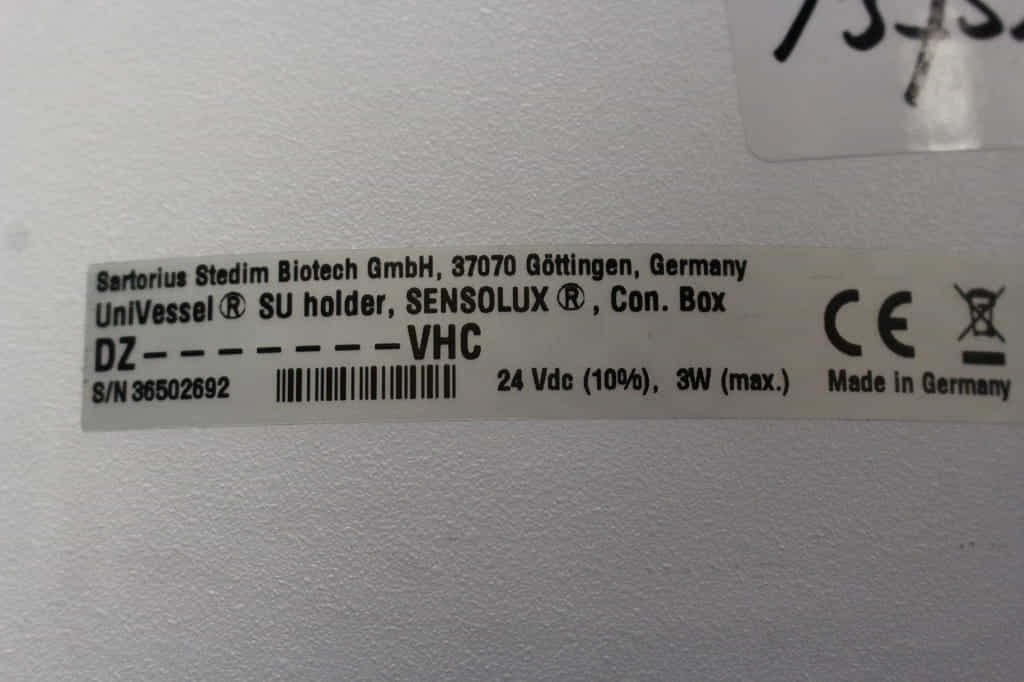 Sartorius Stedim Biotech GmbH, 37070 Göttingen, Germany
UniVessel ® SU holder, SENSOLUX ® , Con. Box
DZ--------VHC
S/N 36502692
24 Vdc (10%), 3W (max.)
CE
Made in Germany